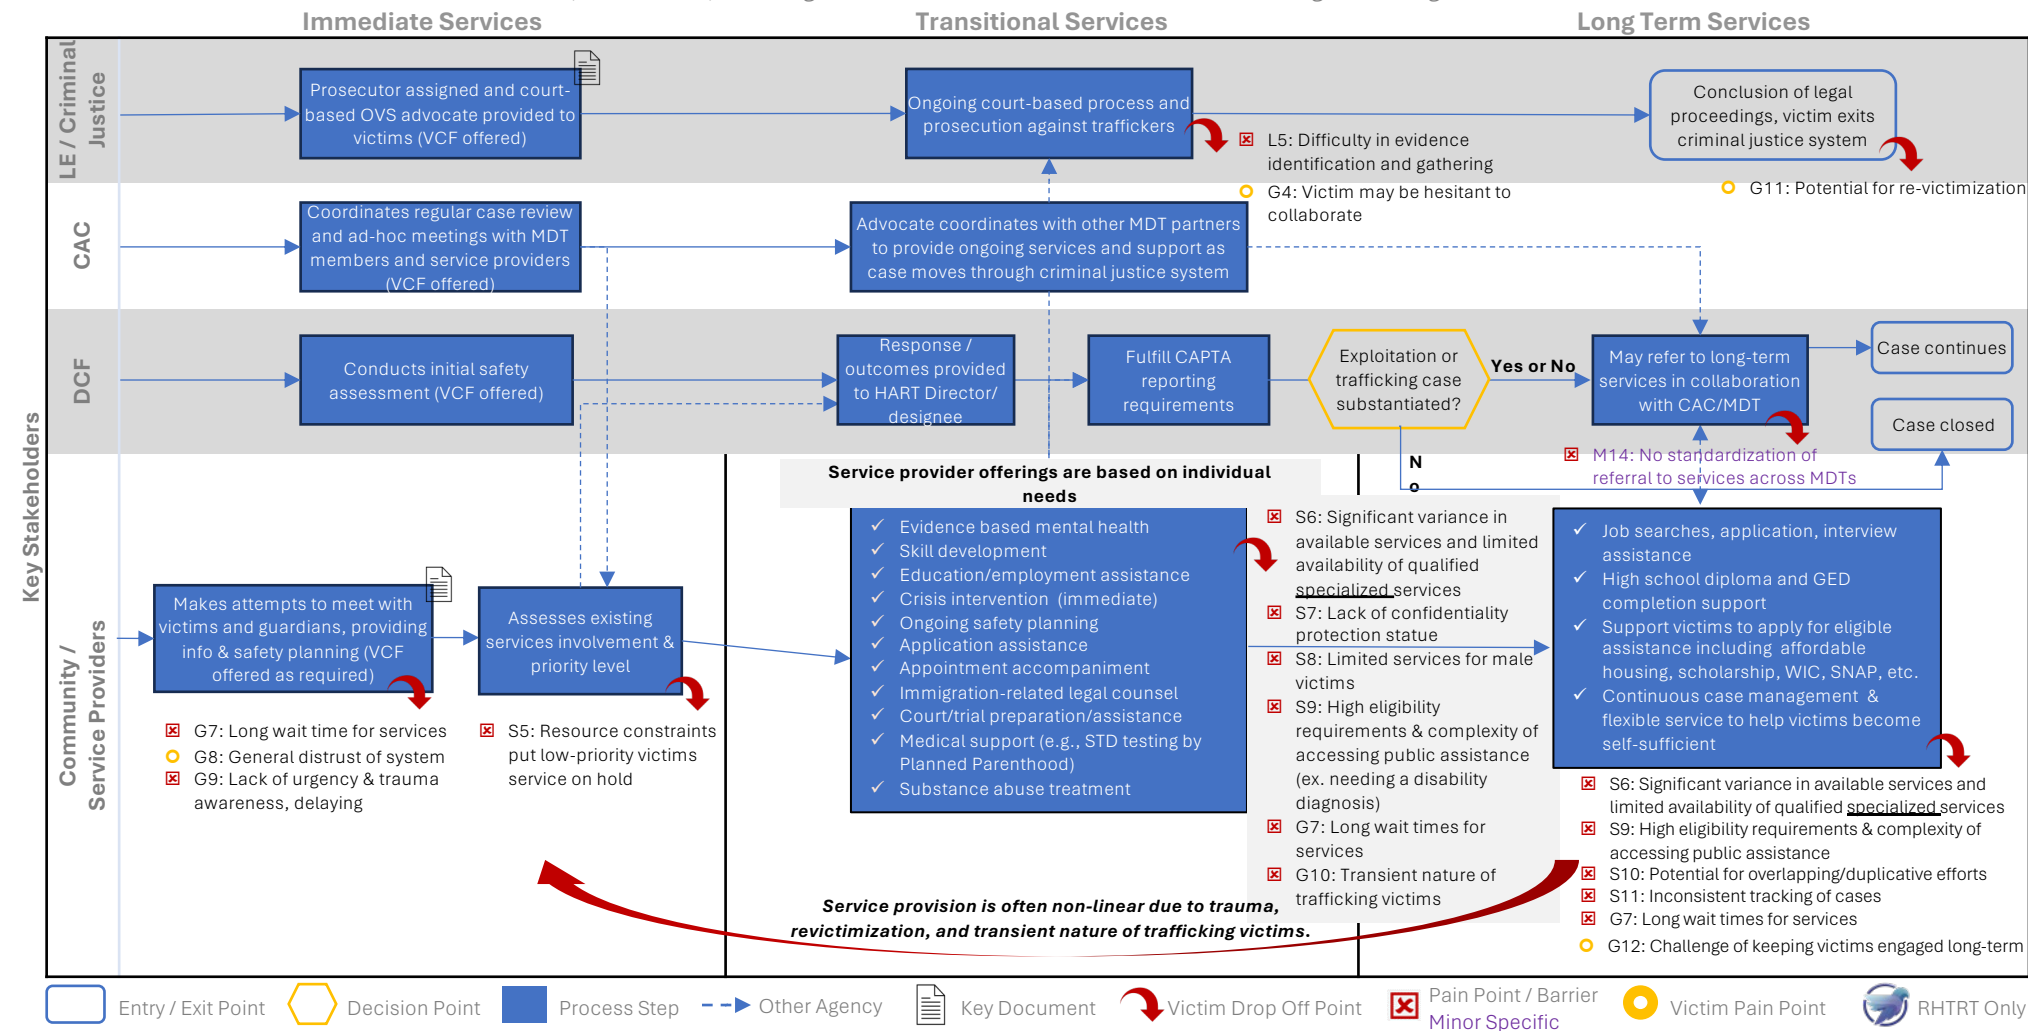 Immediate Services
Transitional Services
Long Term Services
Key Stakeholders
LE / Criminal
Justice
Prosecutor assigned and court-
based OVS advocate provided to
victims (VCF offered)
Ongoing court-based process and
prosecution against traffickers
L5: Difficulty in evidence
identification and gathering
G4: Victim may be hesitant to
collaborate
Conclusion of legal
proceedings, victim exits
criminal justice system
G11: Potential for re-victimization
CAC
Coordinates regular case review
and ad-hoc meetings with MDT
members and service providers
(VCF offered)
Advocate coordinates with other MDT partners
to provide ongoing services and support as
case moves through criminal justice system
DCF
Conducts initial safety
assessment (VCF offered)
Response /
outcomes provided
to HART Director/
designee
Fulfill CAPTA
reporting
requirements
Exploitation or
trafficking case
substantiated?
Yes or No
N
o
May refer to long-term
services in collaboration
with CAC/MDT
Case continues
Case closed
M14: No standardization of
referral to services across MDTs
Community /
Service Providers
Makes attempts to meet with
victims and guardians, providing
info & safety planning (VCF
offered as required)
G7: Long wait time for services
G8: General distrust of system
G9: Lack of urgency & trauma
awareness, delaying
Assesses existing
services involvement &
priority level
S5: Resource constraints
put low-priority victims
service on hold
Service provider offerings are based on individual
needs
✓ Evidence based mental health
✓ Skill development
✓ Education/employment assistance
✓ Crisis intervention (immediate)
✓ Ongoing safety planning
✓ Application assistance
✓ Appointment accompaniment
✓ Immigration-related legal counsel
✓ Court/trial preparation/assistance
✓ Medical support (e.g., STD testing by
Planned Parenthood)
✓ Substance abuse treatment
S6: Significant variance in
available services and limited
availability of qualified
specialized services
S7: Lack of confidentiality
protection statue
S8: Limited services for male
victims
S9: High eligibility
requirements & complexity of
accessing public assistance
(ex. needing a disability
diagnosis)
G7: Long wait times for
services
G10: Transient nature of
trafficking victims
✓ Job searches, application, interview
assistance
✓ High school diploma and GED
completion support
✓ Support victims to apply for eligible
assistance including affordable
housing, scholarship, WIC, SNAP, etc.
✓ Continuous case management &
flexible service to help victims become
self-sufficient
S6: Significant variance in available services and
limited availability of qualified specialized services
S9: High eligibility requirements & complexity of
accessing public assistance
S10: Potential for overlapping/duplicative efforts
S11: Inconsistent tracking of cases
G7: Long wait times for services
G12: Challenge of keeping victims engaged long-term
Service provision is often non-linear due to trauma,
revictimization, and transient nature of trafficking victims.
Entry / Exit Point
Decision Point
Process Step
Other Agency
Key Document
Victim Drop Off Point
Pain Point / Barrier
Minor Specific
Victim Pain Point
RHTRT Only